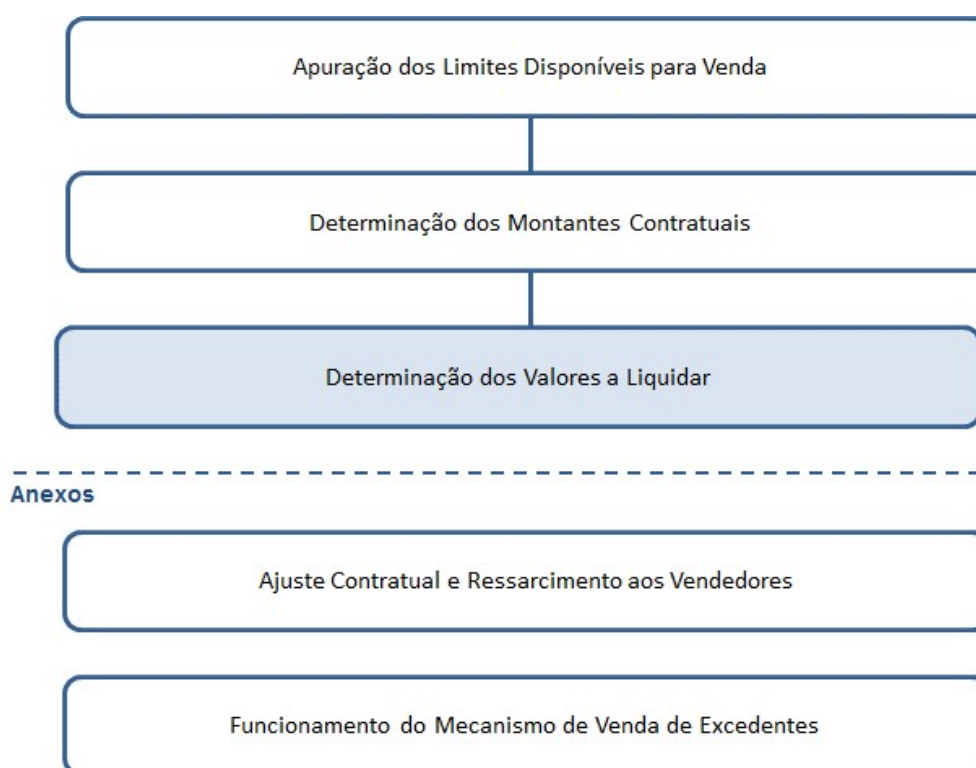 Apuração dos Limites Disponíveis para Venda
Determinação dos Montantes Contratuais
Determinação dos Valores a Liquidar
Anexos
Ajuste Contratual e Ressarcimento aos Vendedores
Funcionamento do Mecanismo de Venda de Excedentes